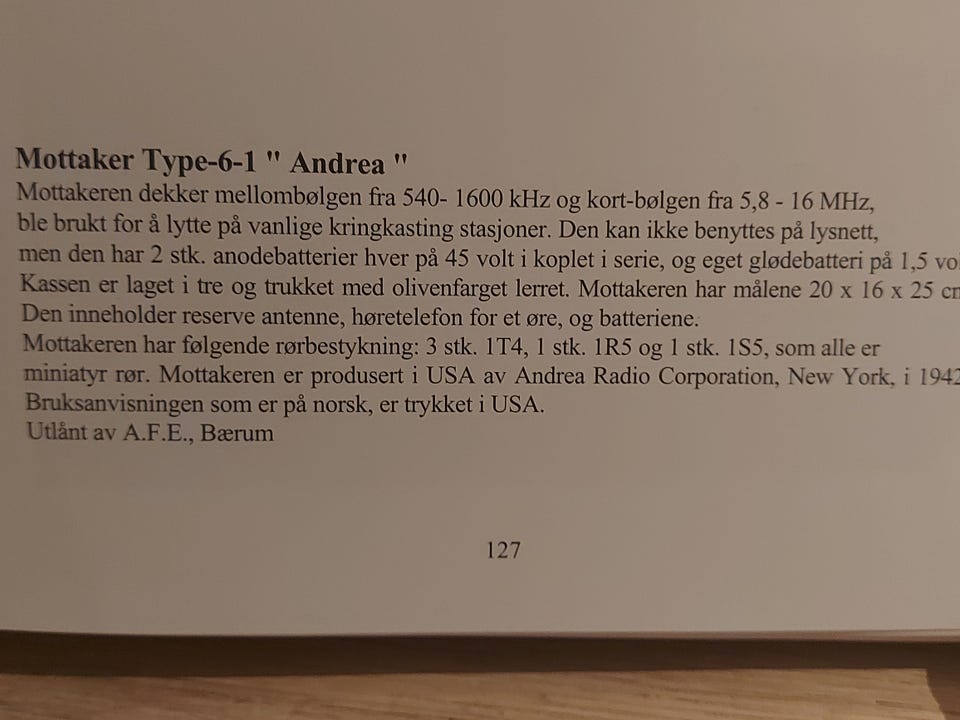 Mottaker Type-6-1 " Andrea "
Mottakeren dekker mellombølgen fra 540- 1600 kHz og kort-bølgen fra 5,8 - 16 MHz,
ble brukt for å lytte på vanlige kringkasting stasjoner. Den kan ikke benyttes på lysnett,
men den har 2 stk. anodebatterier hver på 45 volt i koplet i serie, og eget glødebatteri på 1,5 vo
Kassen er laget i tre og trukket med olivenfarget lerret. Mottakeren har målene 20 x 16 x 25 cm
Den inneholder reserve antenne, høretelefon for et øre, og batteriene.
Mottakeren har følgende rørbestykning: 3 stk. 1T4, 1 stk. 1R5 og 1 stk. 1S5, som alle er
miniatyr rør. Mottakeren er produsert i USA av Andrea Radio Corporation, New York, i 1942
Bruksanvisningen som er på norsk, er trykket i USA.
Utlånt av A.F.E., Bærum
127